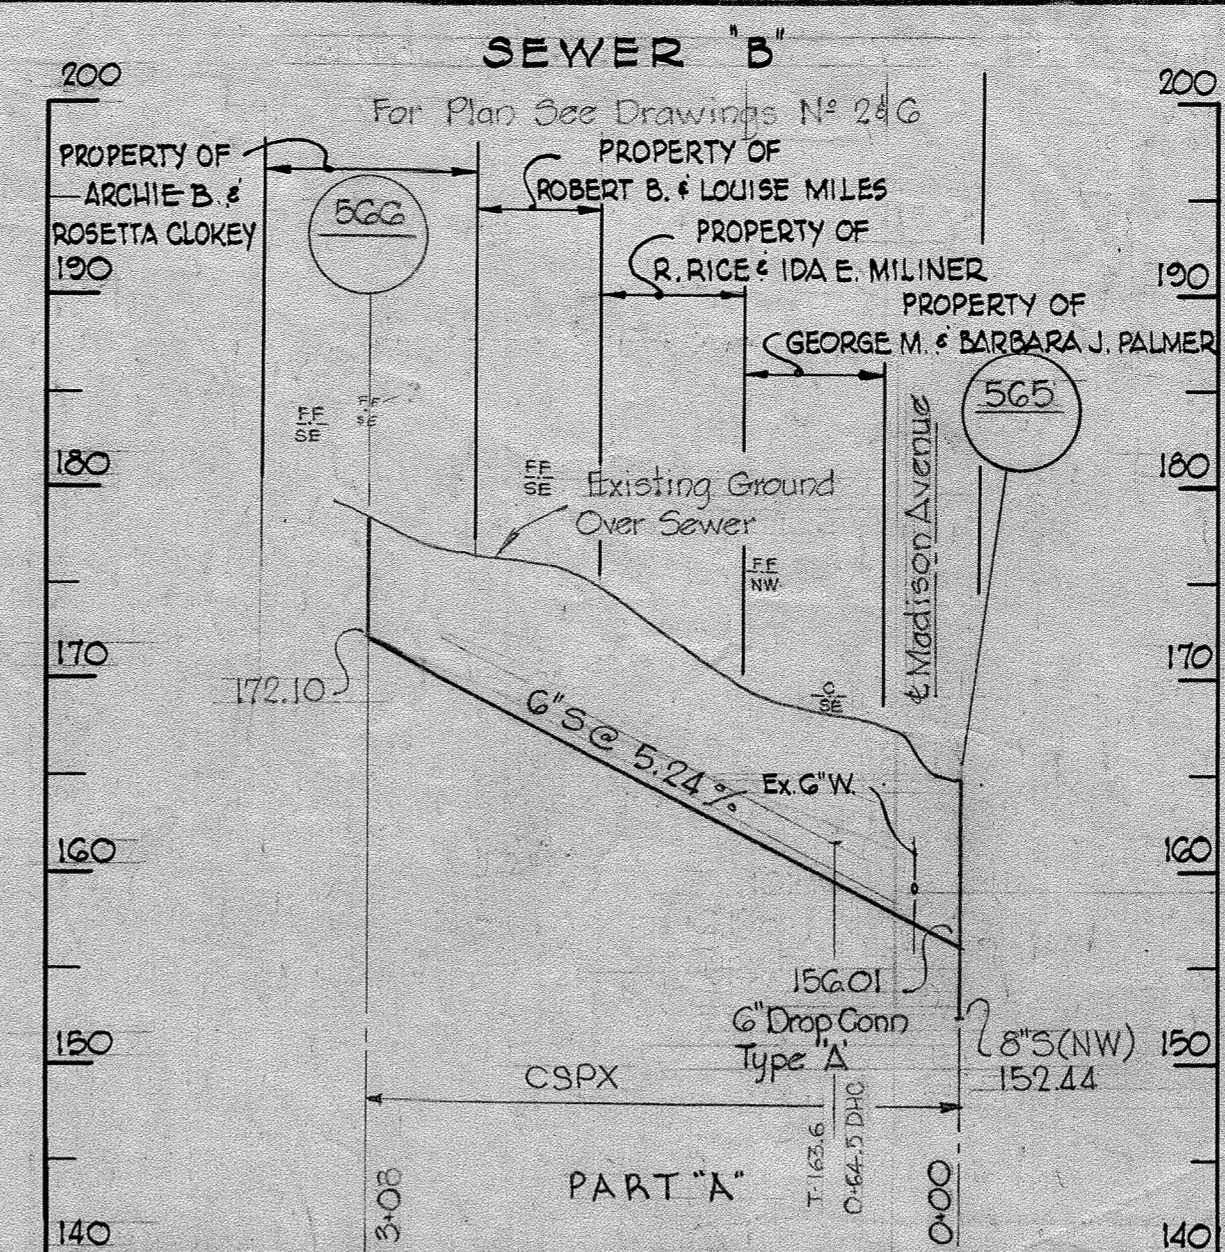 SEWER "B"
For Plan See Drawings Nº 2&6
200
200
PROPERTY OF
ARCHIE B. &
ROSETTA CLOKEY
566
PROPERTY OF
ROBERT B. & LOUISE MILES
PROPERTY OF
R. RICE & IDA E. MILINER
PROPERTY OF
GEORGE M. & BARBARA J. PALMER
190
190
565
F.F.
SE
F.F.
SE
F.F.
SE
Existing Ground
Over Sewer
180
180
F.F.
NW
℄ Madison Avenue
170
170
172.10
C
SE
6"S @ 5.24%
Ex. 6"W.
160
160
156.01
6" Drop Conn
Type 'A'
8"S(NW)
152.44
150
150
CSPX
T-163.6
0+64.5 DHC
PART "A"
3+08
0+00
140
140